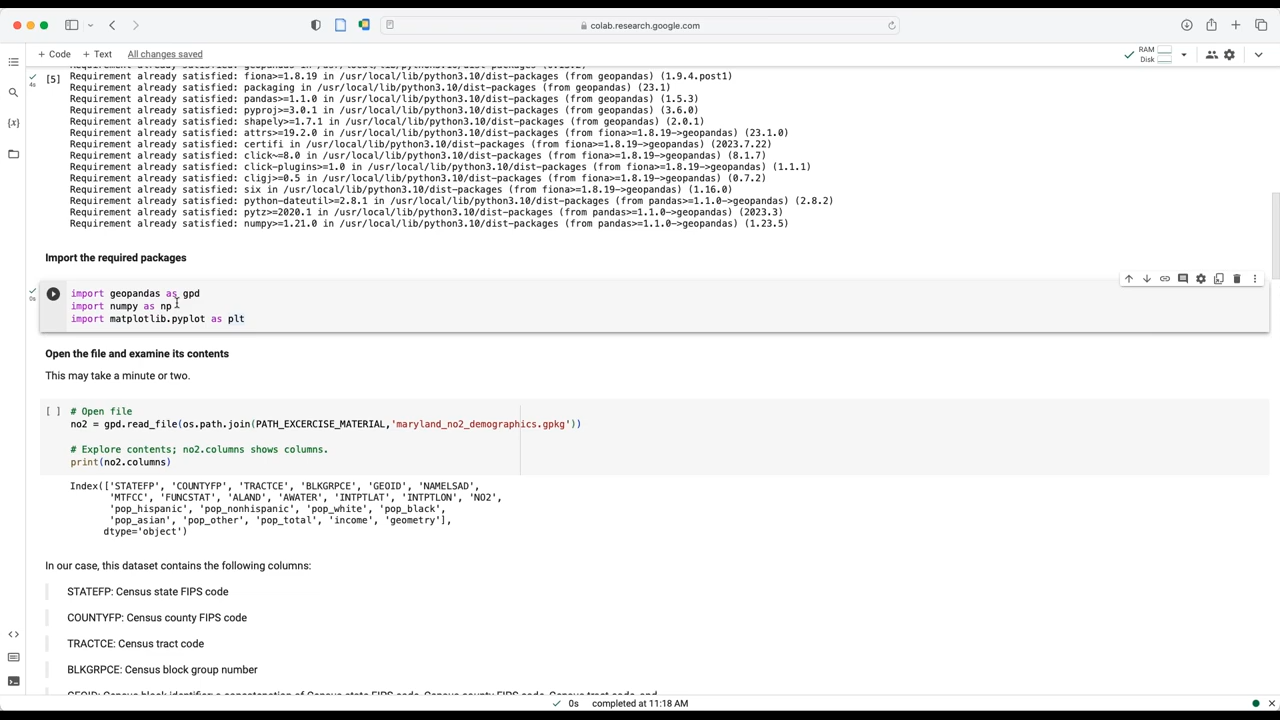 colab.research.google.com
+ Code + Text All changes saved
RAM
Disk
[5]
4s
Requirement already satisfied: fiona>=1.8.19 in /usr/local/lib/python3.10/dist-packages (from geopandas) (1.9.4.post1)
Requirement already satisfied: packaging in /usr/local/lib/python3.10/dist-packages (from geopandas) (23.1)
Requirement already satisfied: pandas>=1.1.0 in /usr/local/lib/python3.10/dist-packages (from geopandas) (1.5.3)
Requirement already satisfied: pyproj>=3.0.1 in /usr/local/lib/python3.10/dist-packages (from geopandas) (3.6.0)
Requirement already satisfied: shapely>=1.7.1 in /usr/local/lib/python3.10/dist-packages (from geopandas) (2.0.1)
Requirement already satisfied: attrs>=19.2.0 in /usr/local/lib/python3.10/dist-packages (from fiona>=1.8.19->geopandas) (23.1.0)
Requirement already satisfied: certifi in /usr/local/lib/python3.10/dist-packages (from fiona>=1.8.19->geopandas) (2023.7.22)
Requirement already satisfied: click~=8.0 in /usr/local/lib/python3.10/dist-packages (from fiona>=1.8.19->geopandas) (8.1.7)
Requirement already satisfied: click-plugins>=1.0 in /usr/local/lib/python3.10/dist-packages (from fiona>=1.8.19->geopandas) (1.1.1)
Requirement already satisfied: cligj>=0.5 in /usr/local/lib/python3.10/dist-packages (from fiona>=1.8.19->geopandas) (0.7.2)
Requirement already satisfied: six in /usr/local/lib/python3.10/dist-packages (from fiona>=1.8.19->geopandas) (1.16.0)
Requirement already satisfied: python-dateutil>=2.8.1 in /usr/local/lib/python3.10/dist-packages (from pandas>=1.1.0->geopandas) (2.8.2)
Requirement already satisfied: pytz>=2020.1 in /usr/local/lib/python3.10/dist-packages (from pandas>=1.1.0->geopandas) (2023.3)
Requirement already satisfied: numpy>=1.21.0 in /usr/local/lib/python3.10/dist-packages (from pandas>=1.1.0->geopandas) (1.23.5)
Import the required packages
0s
import geopandas as gpd
import numpy as np
import matplotlib.pyplot as plt
Open the file and examine its contents
This may take a minute or two.
[ ] # Open file
no2 = gpd.read_file(os.path.join(PATH_EXCERCISE_MATERIAL,'maryland_no2_demographics.gpkg'))
# Explore contents; no2.columns shows columns.
print(no2.columns)
Index(['STATEFP', 'COUNTYFP', 'TRACTCE', 'BLKGRPCE', 'GEOID', 'NAMELSAD',
'MTFCC', 'FUNCSTAT', 'ALAND', 'AWATER', 'INTPTLAT', 'INTPTLON', 'NO2',
'pop_hispanic', 'pop_nonhispanic', 'pop_white', 'pop_black',
'pop_asian', 'pop_other', 'pop_total', 'income', 'geometry'],
dtype='object')
In our case, this dataset contains the following columns:
STATEFP: Census state FIPS code
COUNTYFP: Census county FIPS code
TRACTCE: Census tract code
BLKGRPCE: Census block group number
0s completed at 11:18 AM